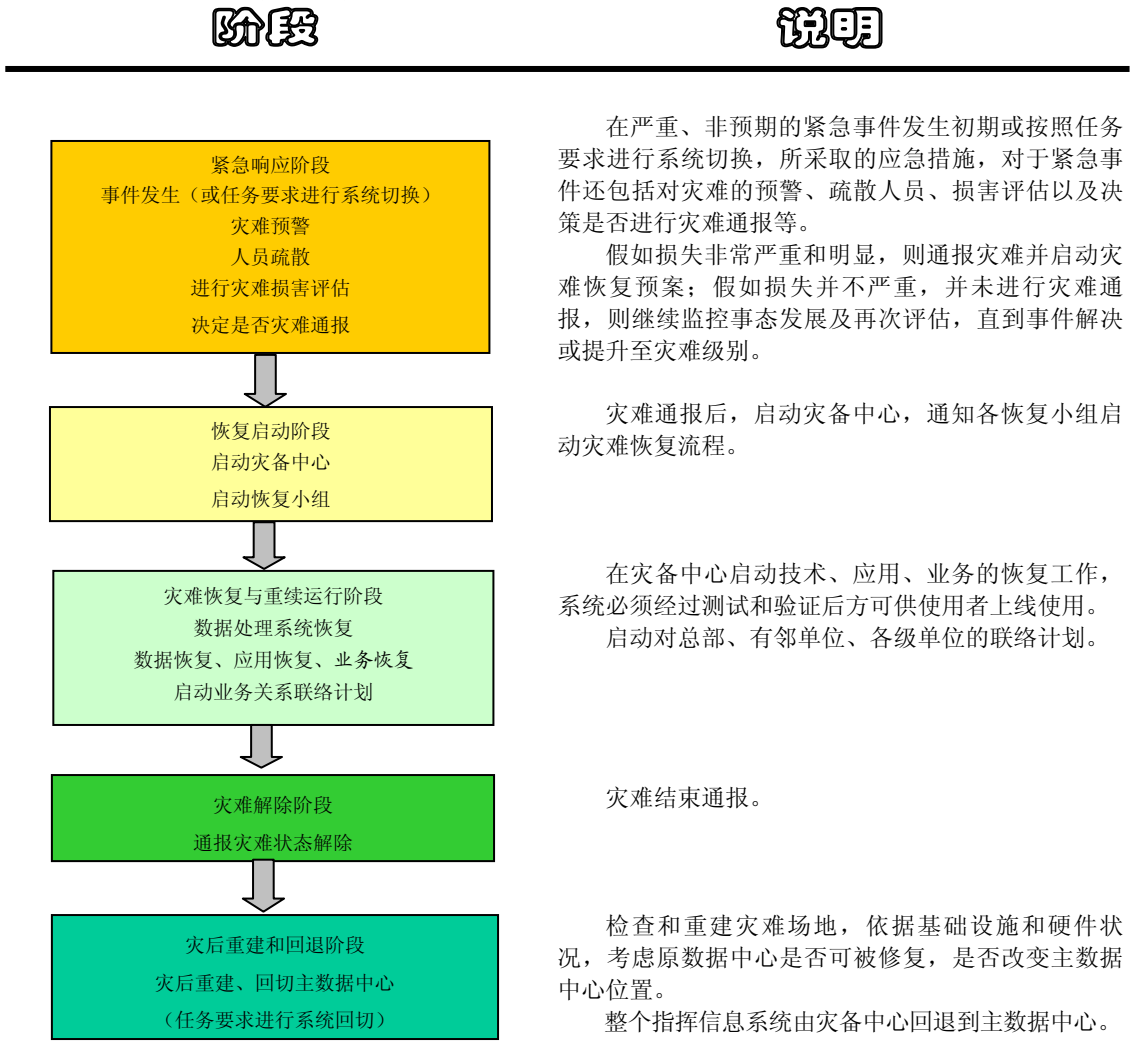 阶段
说明
紧急响应阶段
事件发生（或任务要求进行系统切换）
灾难预警
人员疏散
进行灾难损害评估
决定是否灾难通报
在严重、非预期的紧急事件发生初期或按照任务
要求进行系统切换，所采取的应急措施，对于紧急事
件还包括对灾难的预警、疏散人员、损害评估以及决
策是否进行灾难通报等。
假如损失非常严重和明显，则通报灾难并启动灾
难恢复预案；假如损失并不严重，并未进行灾难通
报，则继续监控事态发展及再次评估，直到事件解决
或提升至灾难级别。
恢复启动阶段
启动灾备中心
启动恢复小组
灾难通报后，启动灾备中心，通知各恢复小组启
动灾难恢复流程。
灾难恢复与重续运行阶段
数据处理系统恢复
数据恢复、应用恢复、业务恢复
启动业务关系联络计划
在灾备中心启动技术、应用、业务的恢复工作，
系统必须经过测试和验证后方可供使用者上线使用。
启动对总部、有邻单位、各级单位的联络计划。
灾难解除阶段
通报灾难状态解除
灾难结束通报。
灾后重建和回退阶段
灾后重建、回切主数据中心
（任务要求进行系统回切）
检查和重建灾难场地，依据基础设施和硬件状
况，考虑原数据中心是否可被修复，是否改变主数据
中心位置。
整个指挥信息系统由灾备中心回退到主数据中心。